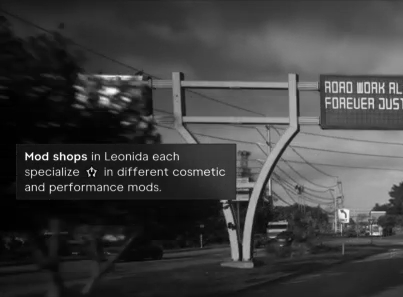 ROAD WORK AL
FOREVER JUST
Mod shops in Leonida each
specialize in different cosmetic
and performance mods.